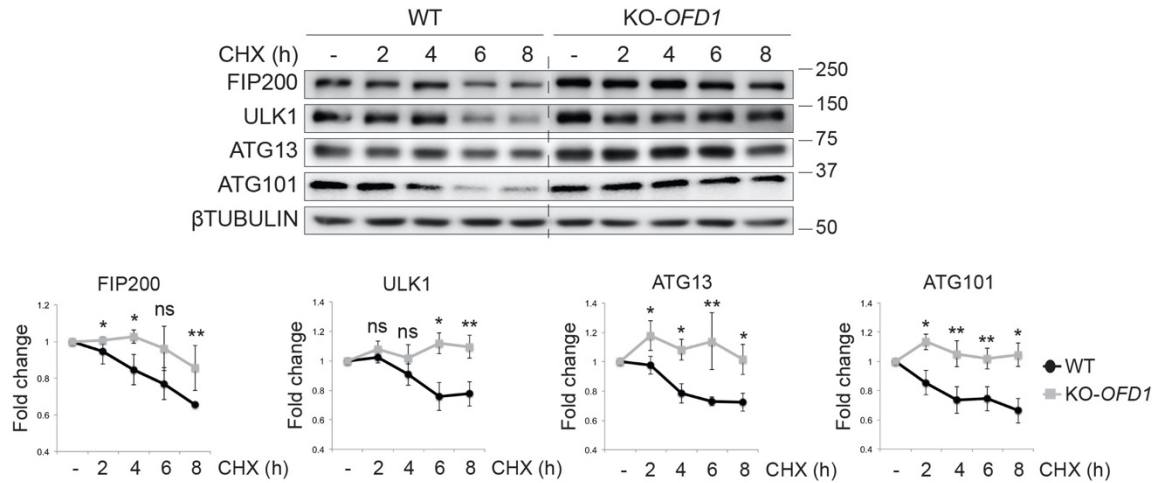 WT KO-OFD1
CHX (h) - 2 4 6 8 - 2 4 6 8
250
FIP200
150
ULK1
75
ATG13
37
ATG101
βTUBULIN
50
FIP200
Fold change
1.2
1
0.8
0.6
0.4
* * ns **
- 2 4 6 8 CHX (h)
ULK1
Fold change
1.4
1.2
1
0.8
0.6
0.4
ns ns * **
- 2 4 6 8 CHX (h)
ATG13
Fold change
1.4
1.2
1
0.8
0.6
0.4
* * ** *
- 2 4 6 8 CHX (h)
ATG101
Fold change
1.4
1.2
1
0.8
0.6
0.4
* ** ** *
- 2 4 6 8 CHX (h)
WT
KO-OFD1